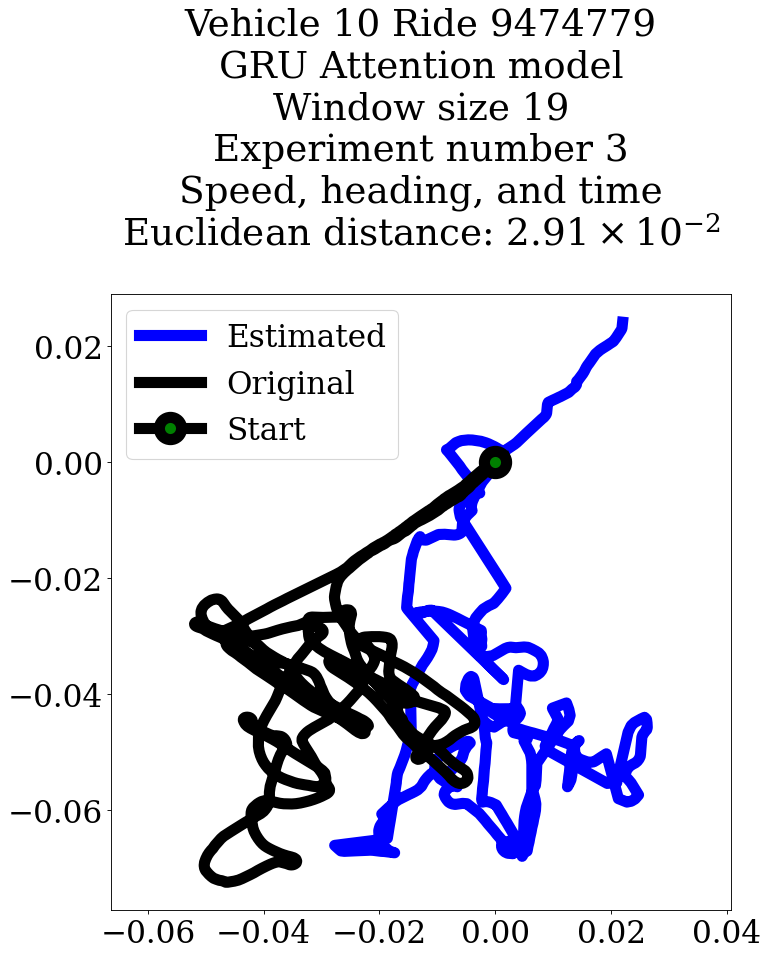 Vehicle 10 Ride 9474779
GRU Attention model
Window size 19
Experiment number 3
Speed, heading, and time
Euclidean distance: 2.91 × 10⁻²
Estimated
Original
Start
0.02
0.00
−0.02
−0.04
−0.06
−0.06 −0.04 −0.02 0.00 0.02 0.04